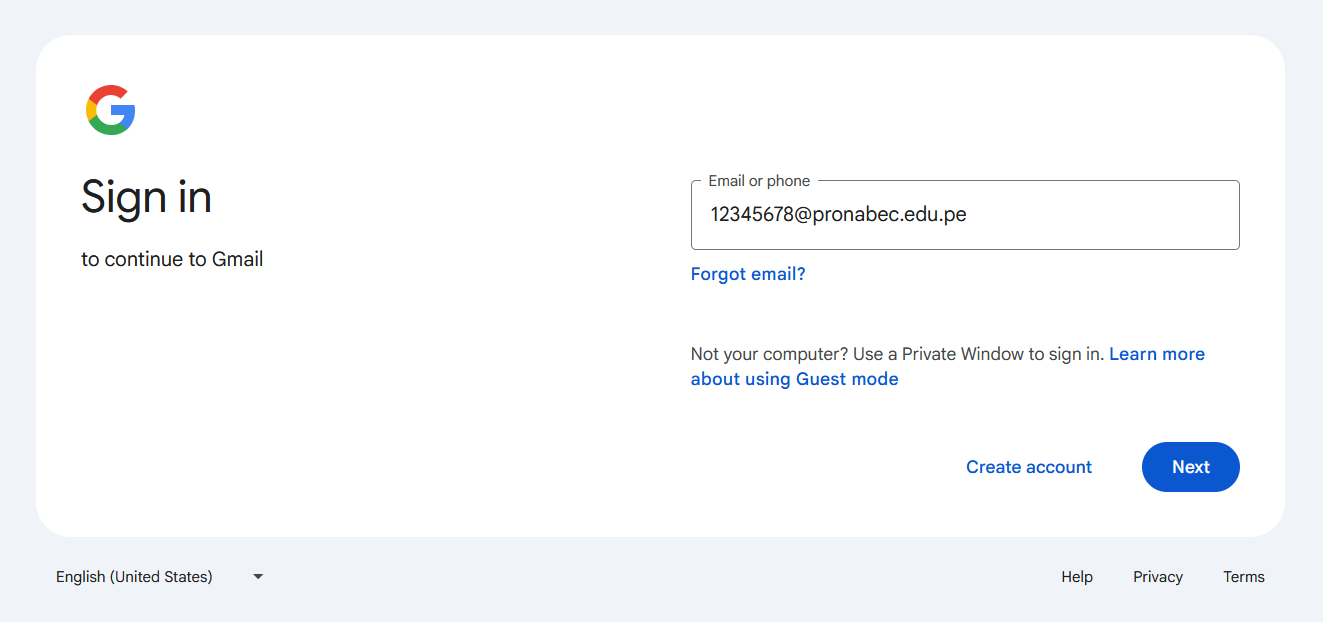 Sign in
to continue to Gmail
Email or phone
12345678@pronabec.edu.pe
Forgot email?
Not your computer? Use a Private Window to sign in. Learn more
about using Guest mode
Create account
Next
English (United States)
Help
Privacy
Terms